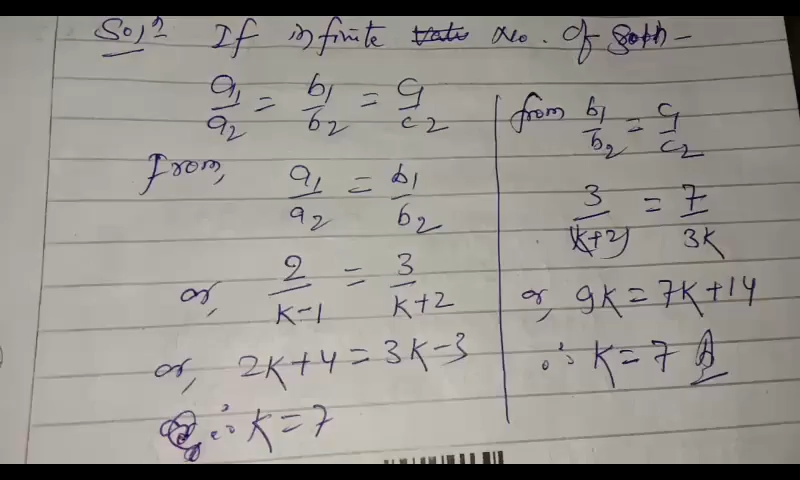 Sol? If infinite no. of Soln -
a1/a2 = b1/b2 = c1/c2
from, a1/a2 = b1/b2
or, 2/K-1 = 3/K+2
or, 2K+4 = 3K-3
∴ K = 7
from b1/b2 = c1/c2
3/(K+2) = 7/3K
or, 9K = 7K+14
∴ K = 7 A